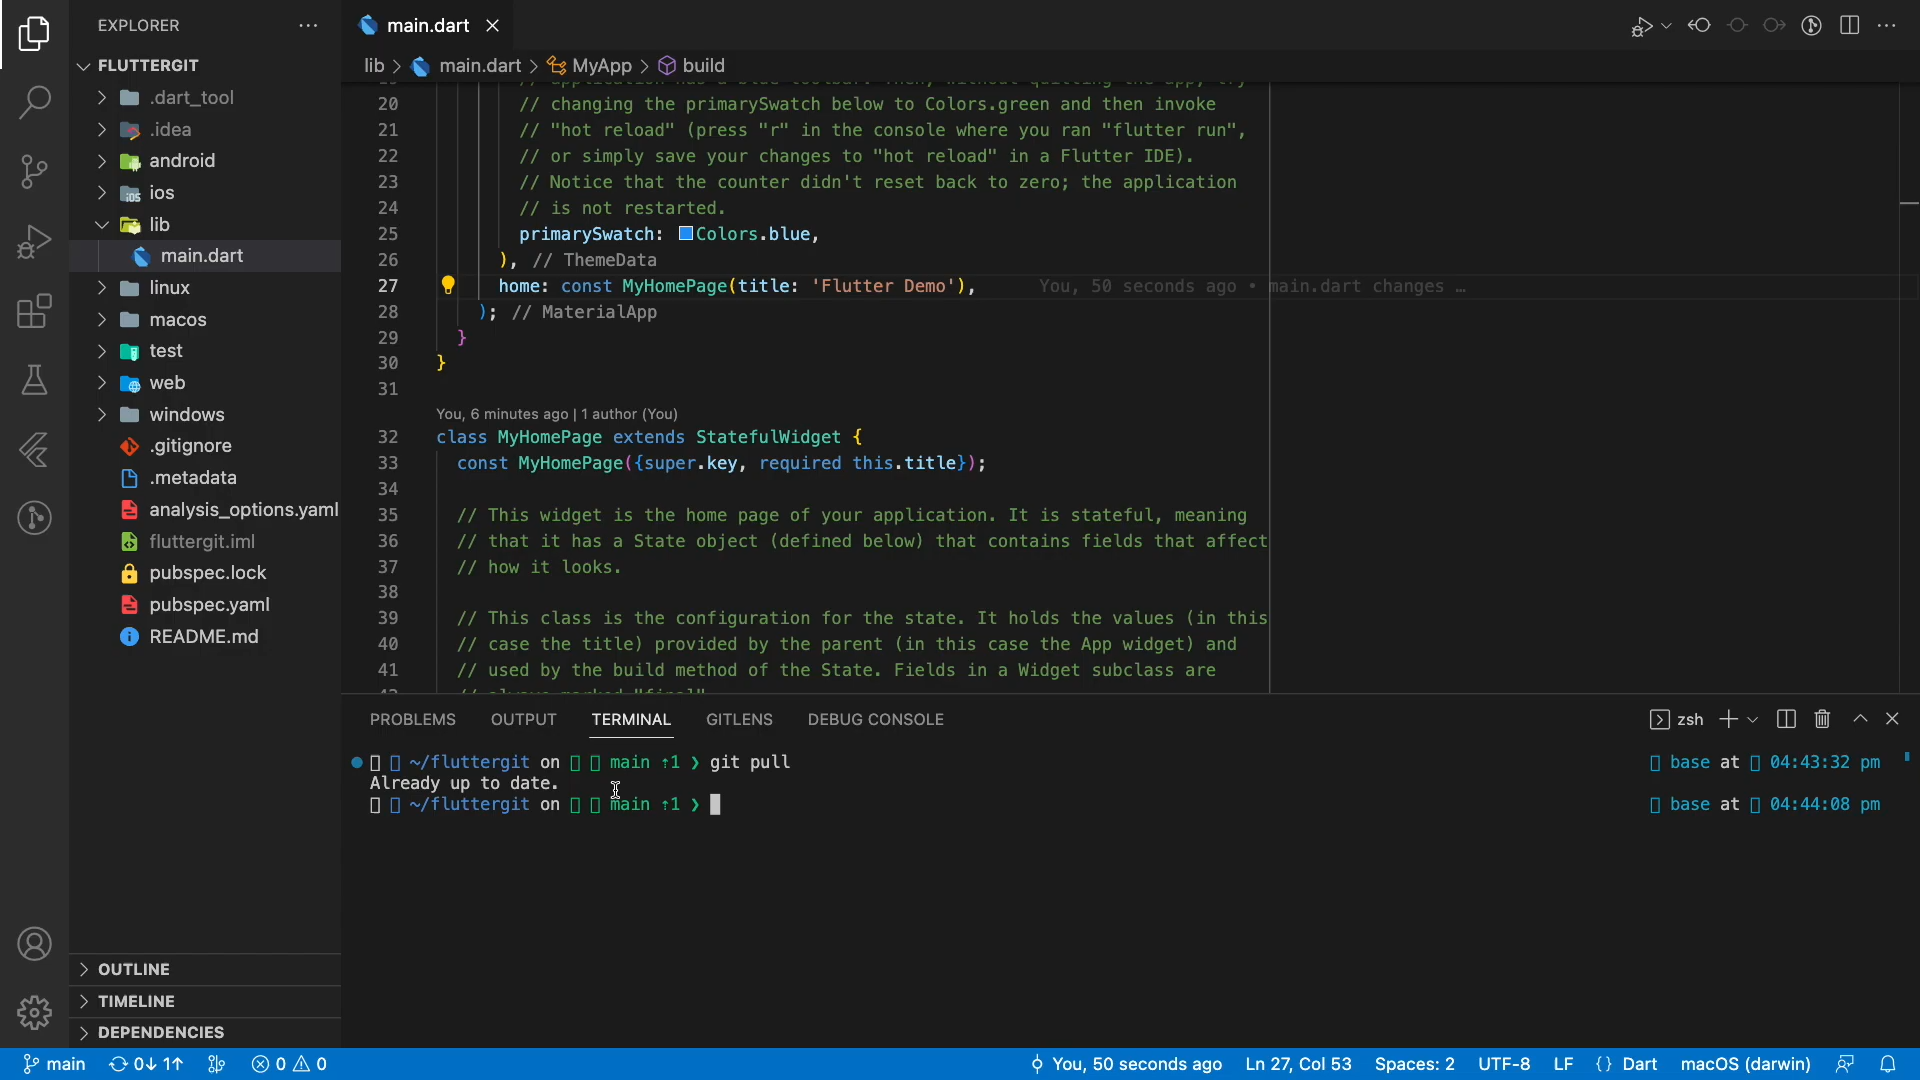 EXPLORER
main.dart
FLUTTERGIT
lib > main.dart > MyApp > build
.dart_tool
.idea
android
ios
lib
main.dart
linux
macos
test
web
windows
.gitignore
.metadata
analysis_options.yaml
fluttergit.iml
pubspec.lock
pubspec.yaml
README.md
OUTLINE
TIMELINE
DEPENDENCIES
20 // changing the primarySwatch below to Colors.green and then invoke
21 // "hot reload" (press "r" in the console where you ran "flutter run",
22 // or simply save your changes to "hot reload" in a Flutter IDE).
23 // Notice that the counter didn't reset back to zero; the application
24 // is not restarted.
25 primarySwatch: Colors.blue,
26 ), // ThemeData
27 home: const MyHomePage(title: 'Flutter Demo'), You, 50 seconds ago • main.dart changes …
28 ); // MaterialApp
29 }
30 }
31
You, 6 minutes ago | 1 author (You)
32 class MyHomePage extends StatefulWidget {
33 const MyHomePage({super.key, required this.title});
34
35 // This widget is the home page of your application. It is stateful, meaning
36 // that it has a State object (defined below) that contains fields that affect
37 // how it looks.
38
39 // This class is the configuration for the state. It holds the values (in this
40 // case the title) provided by the parent (in this case the App widget) and
41 // used by the build method of the State. Fields in a Widget subclass are
PROBLEMS OUTPUT TERMINAL GITLENS DEBUG CONSOLE zsh
~/fluttergit on main ⇡1 ❯ git pull base at 04:43:32 pm
Already up to date.
~/fluttergit on main ⇡1 ❯ base at 04:44:08 pm
main 0↓ 1↑ 0 0 You, 50 seconds ago Ln 27, Col 53 Spaces: 2 UTF-8 LF {} Dart macOS (darwin)